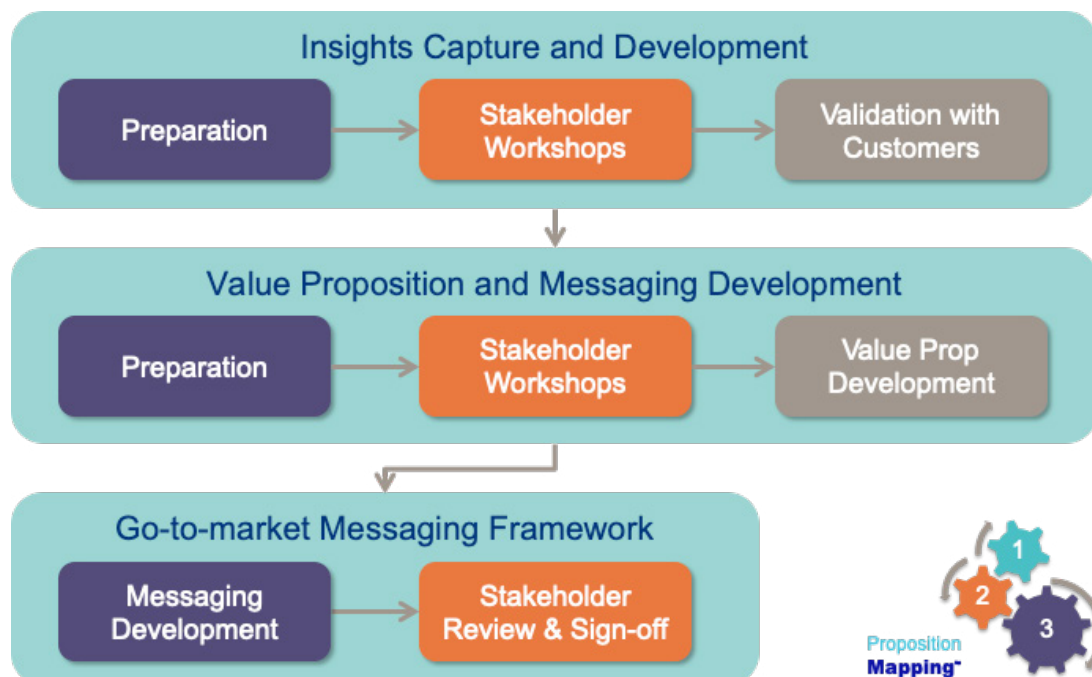 Insights Capture and Development
Preparation
Stakeholder
Workshops
Validation with
Customers
Value Proposition and Messaging Development
Preparation
Stakeholder
Workshops
Value Prop
Development
Go-to-market Messaging Framework
Messaging
Development
Stakeholder
Review & Sign-off
1
2
3
Proposition
Mapping™